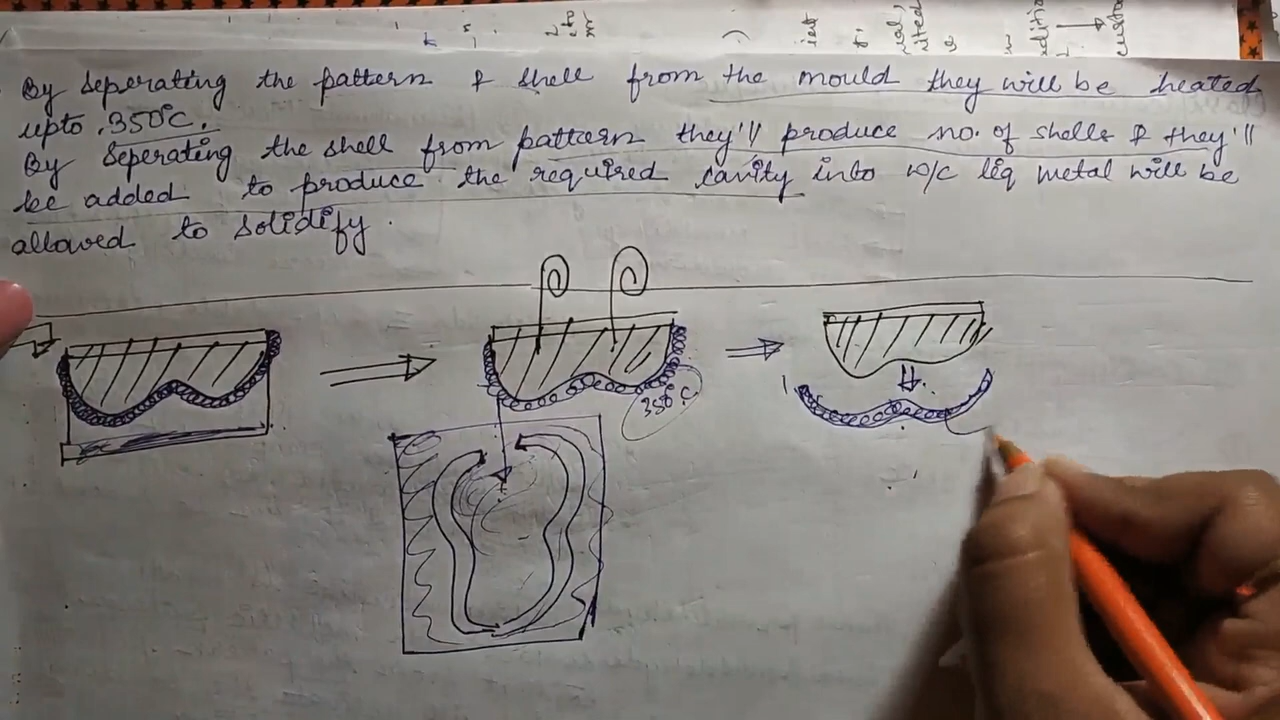 By seperating the pattern & shell from the mould they will be heated
upto 350°C.
By seperating the shell from pattern they'll produce no. of shells & they'll
be added to produce the required cavity into w/c liq metal will be
allowed to solidify.
350°C